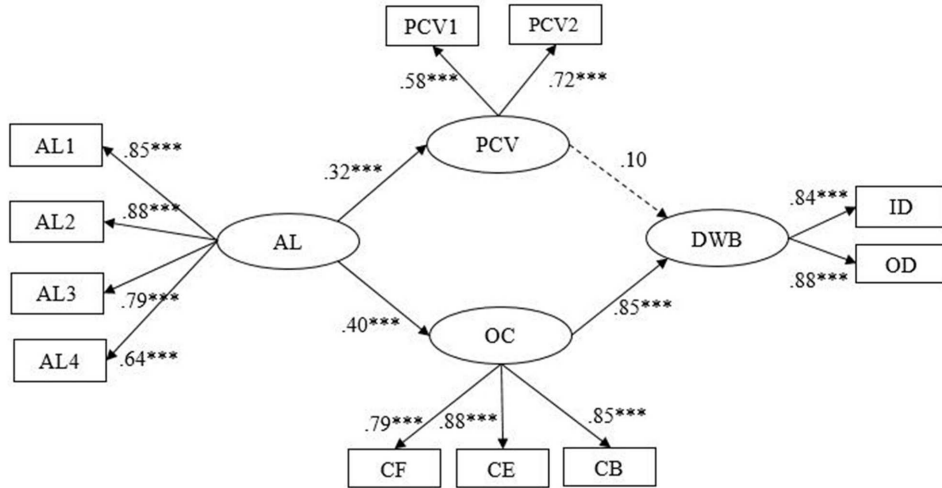 PCV1
PCV2
.58***
.72***
AL1
.85***
PCV
.10
.32***
AL2
.88***
.84***
ID
AL
DWB
OD
.88***
AL3
.79***
.40***
OC
.85***
AL4
.64***
.79***
.88***
.85***
CF
CE
CB